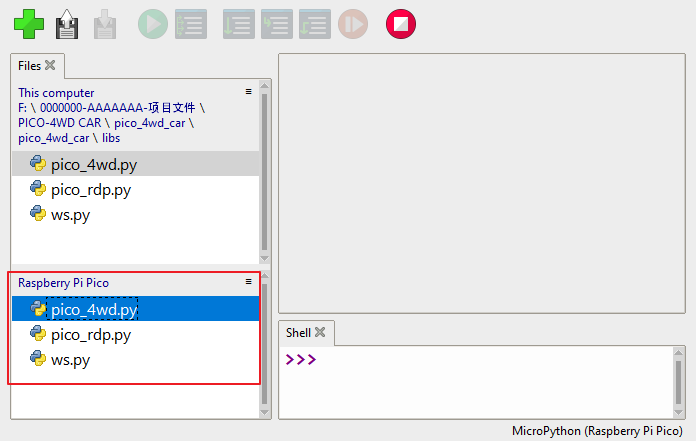 Files
This computer
F: \ 0000000-AAAAAAA-项目文件 \
PICO-4WD CAR \ pico_4wd_car \
pico_4wd_car \ libs
pico_4wd.py
pico_rdp.py
ws.py
Raspberry Pi Pico
pico_4wd.py
pico_rdp.py
ws.py
Shell
>>>
MicroPython (Raspberry Pi Pico)